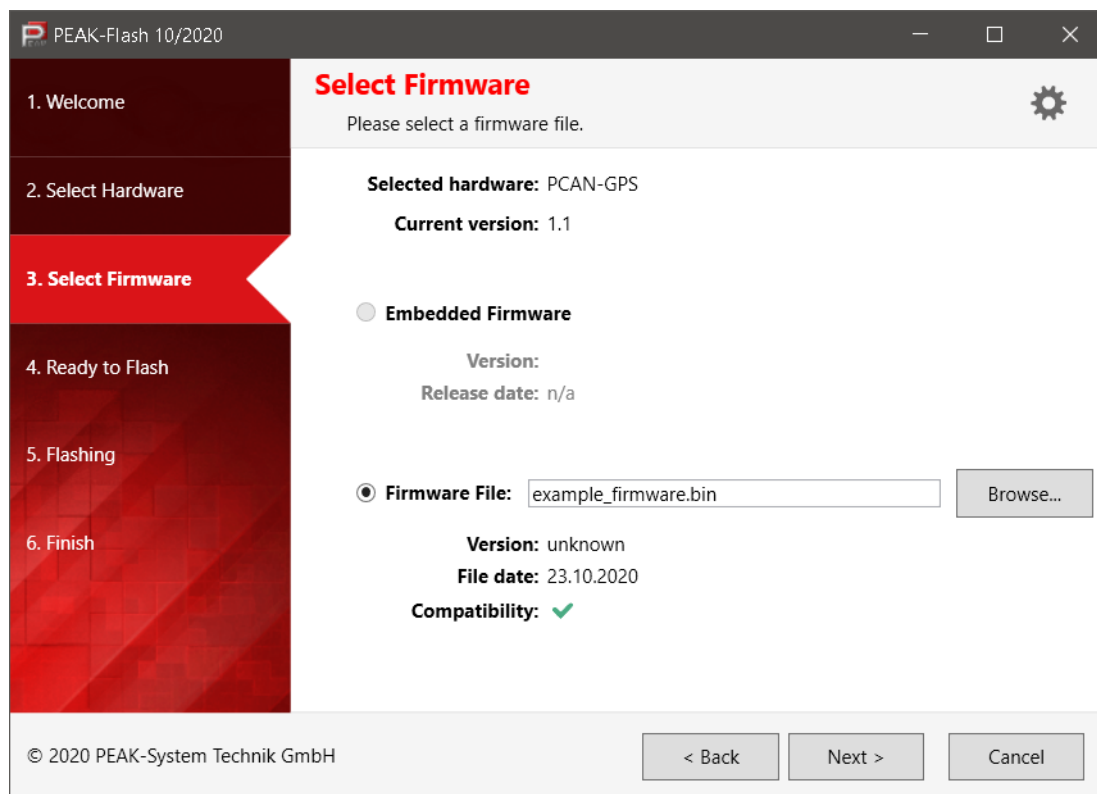 PEAK-Flash 10/2020
1. Welcome
2. Select Hardware
3. Select Firmware
4. Ready to Flash
5. Flashing
6. Finish
Select Firmware
Please select a firmware file.
Selected hardware: PCAN-GPS
Current version: 1.1
Embedded Firmware
Version:
Release date: n/a
Firmware File: example_firmware.bin Browse...
Version: unknown
File date: 23.10.2020
Compatibility:
© 2020 PEAK-System Technik GmbH
< Back Next > Cancel